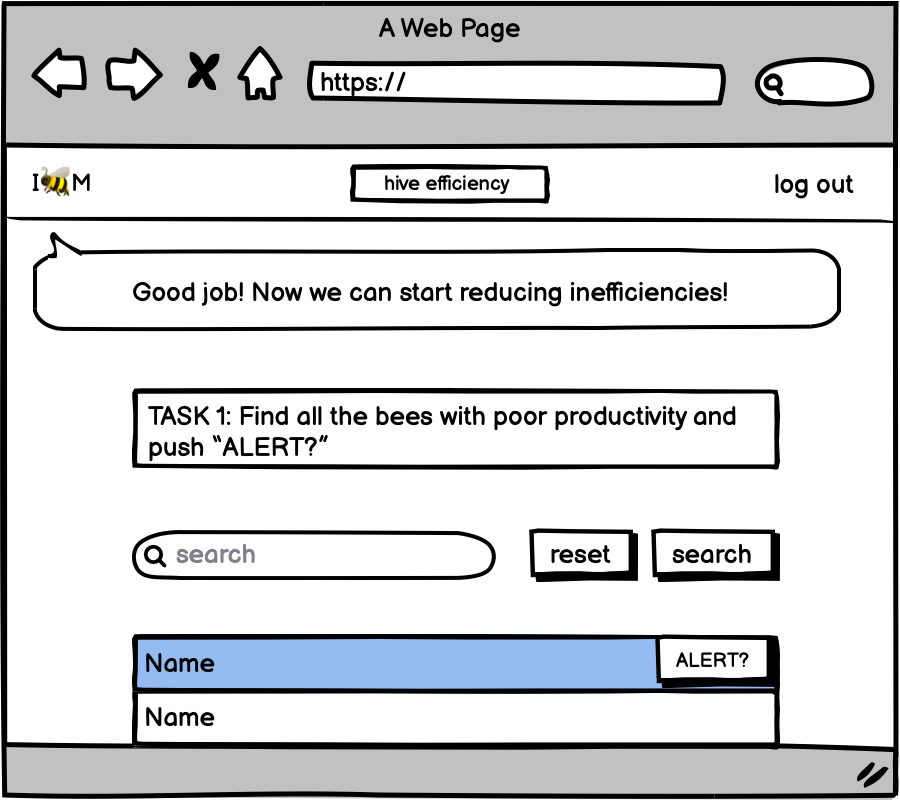 A Web Page
https://
I🐝M
hive efficiency
log out
Good job! Now we can start reducing inefficiencies!
TASK 1: Find all the bees with poor productivity and
push “ALERT?”
search
reset
search
Name
ALERT?
Name